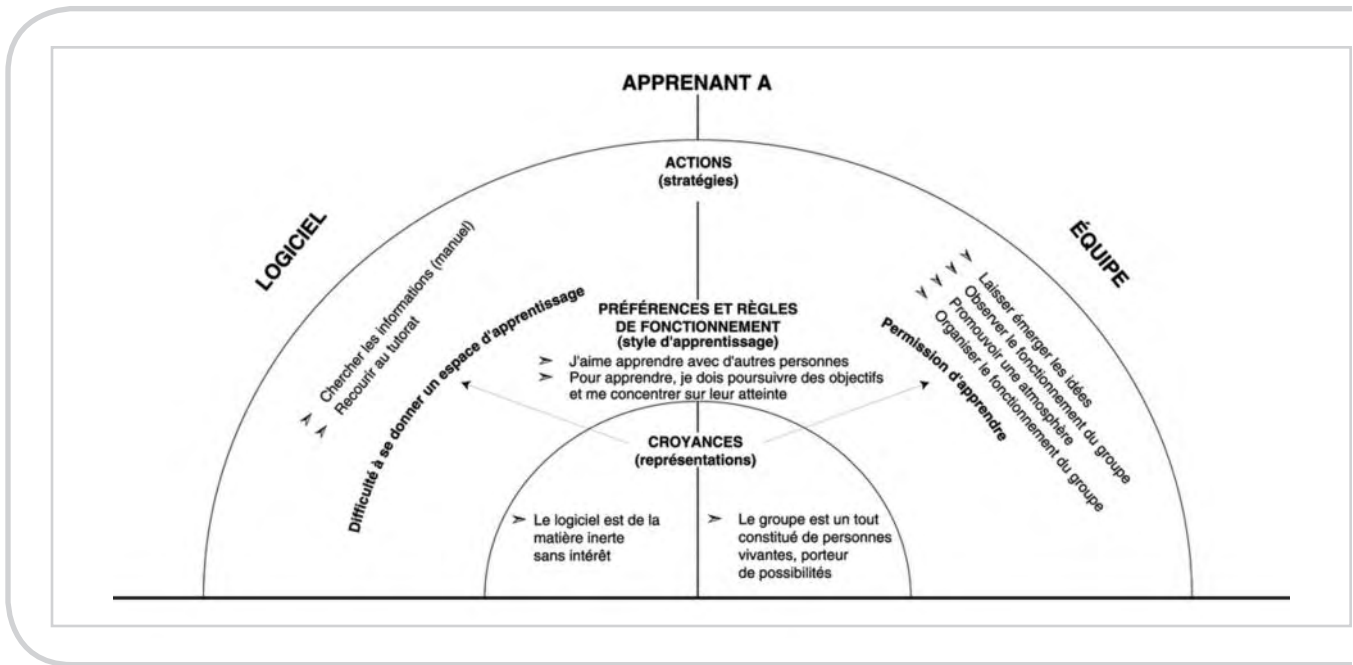 APPRENANT A
ACTIONS
(stratégies)
LOGICIEL
➢ Chercher les informations (manuel)
➢ Recourir au tutorat
Difficulté à se donner un espace d'apprentissage
PRÉFÉRENCES ET RÈGLES
DE FONCTIONNEMENT
(style d'apprentissage)
➢ J'aime apprendre avec d'autres personnes
➢ Pour apprendre, je dois poursuivre des objectifs
et me concentrer sur leur atteinte
ÉQUIPE
➢ Laisser émerger les idées
➢ Observer le fonctionnement du groupe
➢ Promouvoir une atmosphère
➢ Organiser le fonctionnement du groupe
Permission d'apprendre
CROYANCES
(représentations)
➢ Le logiciel est de la
matière inerte
sans intérêt
➢ Le groupe est un tout
constitué de personnes
vivantes, porteur
de possibilités